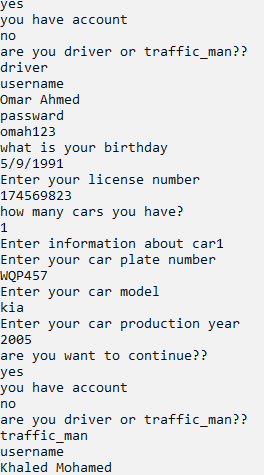 yes
you have account
no
are you driver or traffic_man??
driver
username
Omar Ahmed
passward
omah123
what is your birthday
5/9/1991
Enter your license number
174569823
how many cars you have?
1
Enter information about car1
Enter your car plate number
WQP457
Enter your car model
kia
Enter your car production year
2005
are you want to continue??
yes
you have account
no
are you driver or traffic_man??
traffic_man
username
Khaled Mohamed